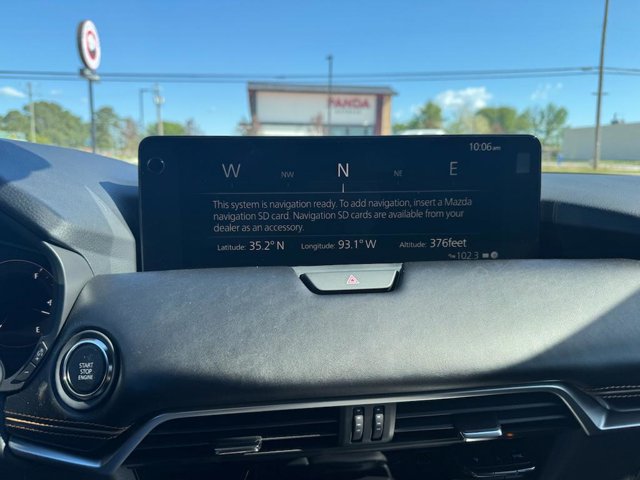 PANDA
10:06am
W NW N NE E
This system is navigation ready. To add navigation, insert a Mazda
navigation SD card. Navigation SD cards are available from your
dealer as an accessory.
Latitude: 35.2° N Longitude: 93.1° W Altitude: 376feet
102.3
F
E
START
STOP
ENGINE